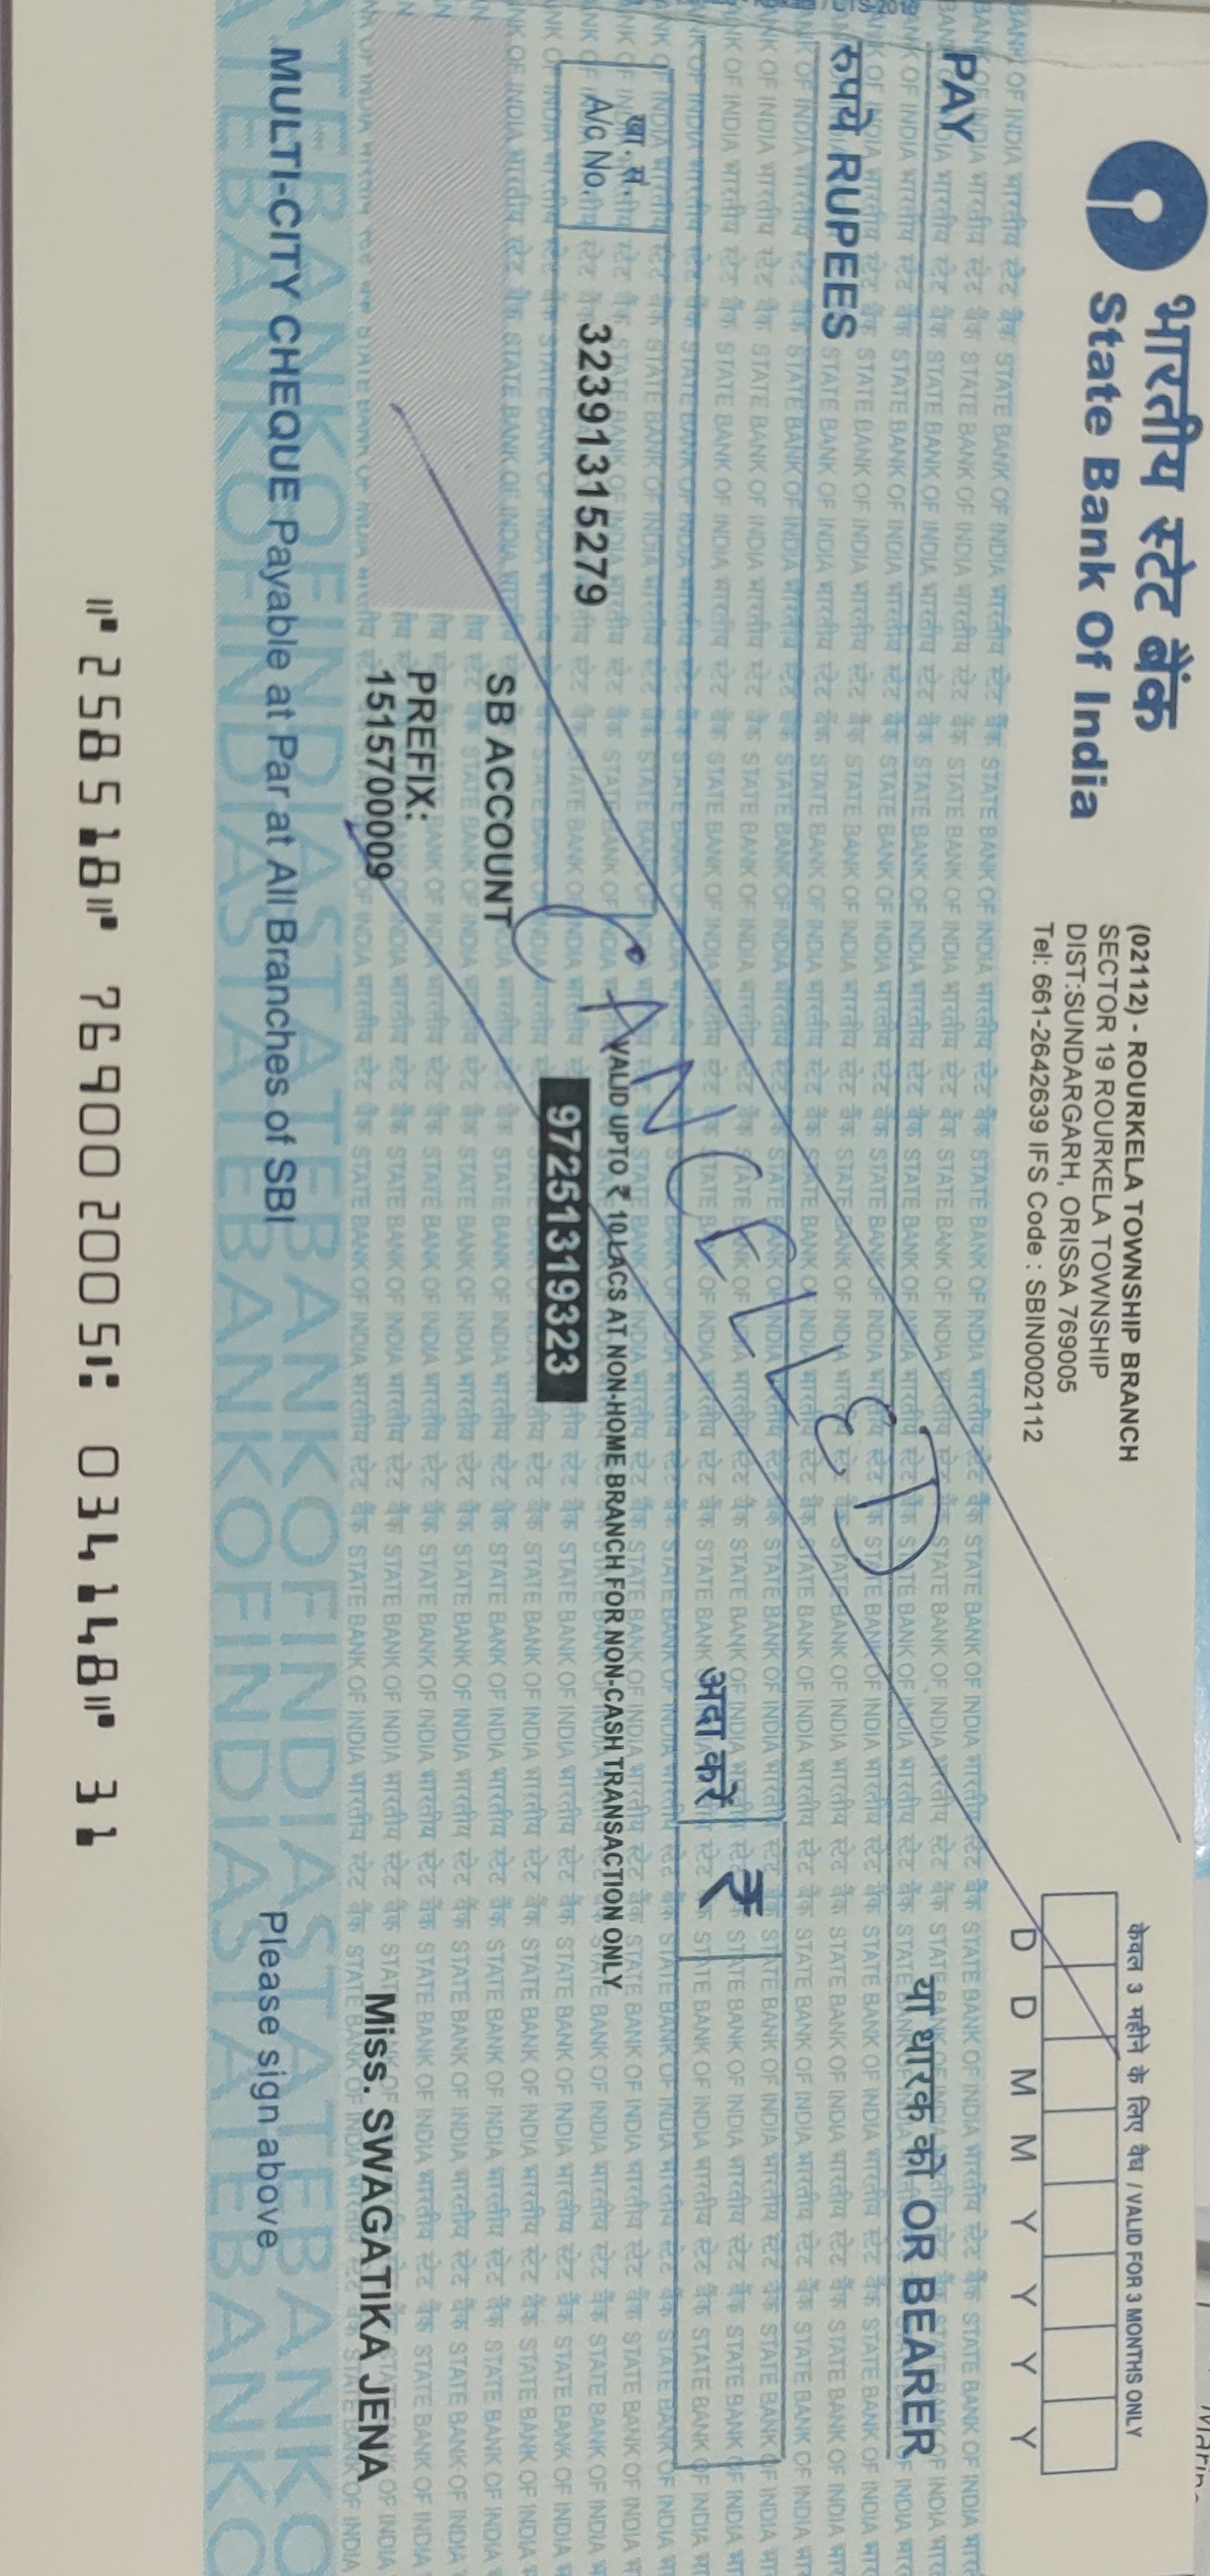 भारतीय स्टेट बैंक
State Bank Of India
(02112) - ROURKELA TOWNSHIP BRANCH
SECTOR 19 ROURKELA TOWNSHIP
DIST:SUNDARGARH, ORISSA 769005
Tel: 661-2642639 IFS Code : SBIN0002112
केवल 3 महीने के लिए वैध / VALID FOR 3 MONTHS ONLY
D D M M Y Y Y Y
PAY
या धारक को OR BEARER
रुपये RUPEES
CANCELLED
अदा करें ₹
खा. सं.
A/c No.
32391315279
VALID UPTO ₹ 10 LACS AT NON-HOME BRANCH FOR NON-CASH TRANSACTION ONLY
97251319323
SB ACCOUNT
PREFIX:
1515700009
Miss. SWAGATIKA JENA
MULTI-CITY CHEQUE Payable at Par at All Branches of SBI
Please sign above
⑈258518⑈ 769002005⑆ 034148⑈ 31